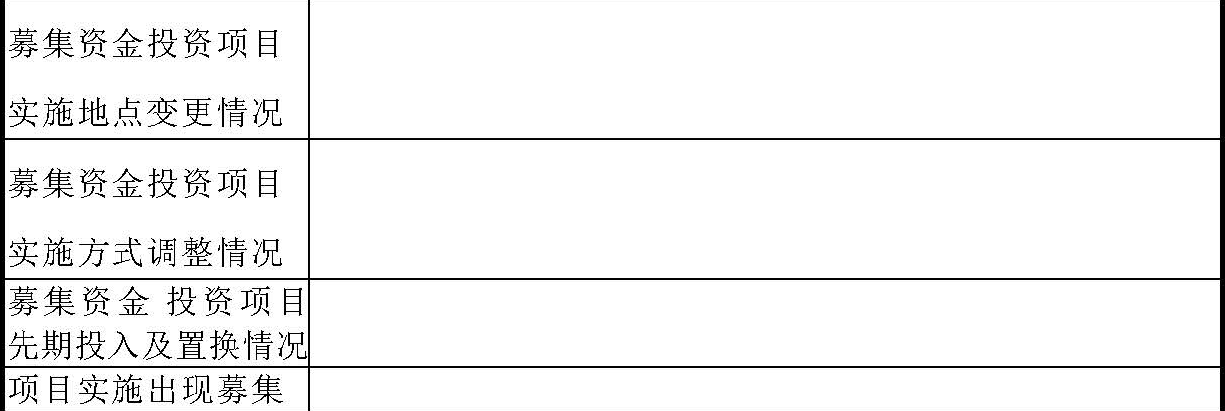 募集资金投资项目
实施地点变更情况
募集资金投资项目
实施方式调整情况
募集资金 投资项目
先期投入及置换情况
项目实施出现募集